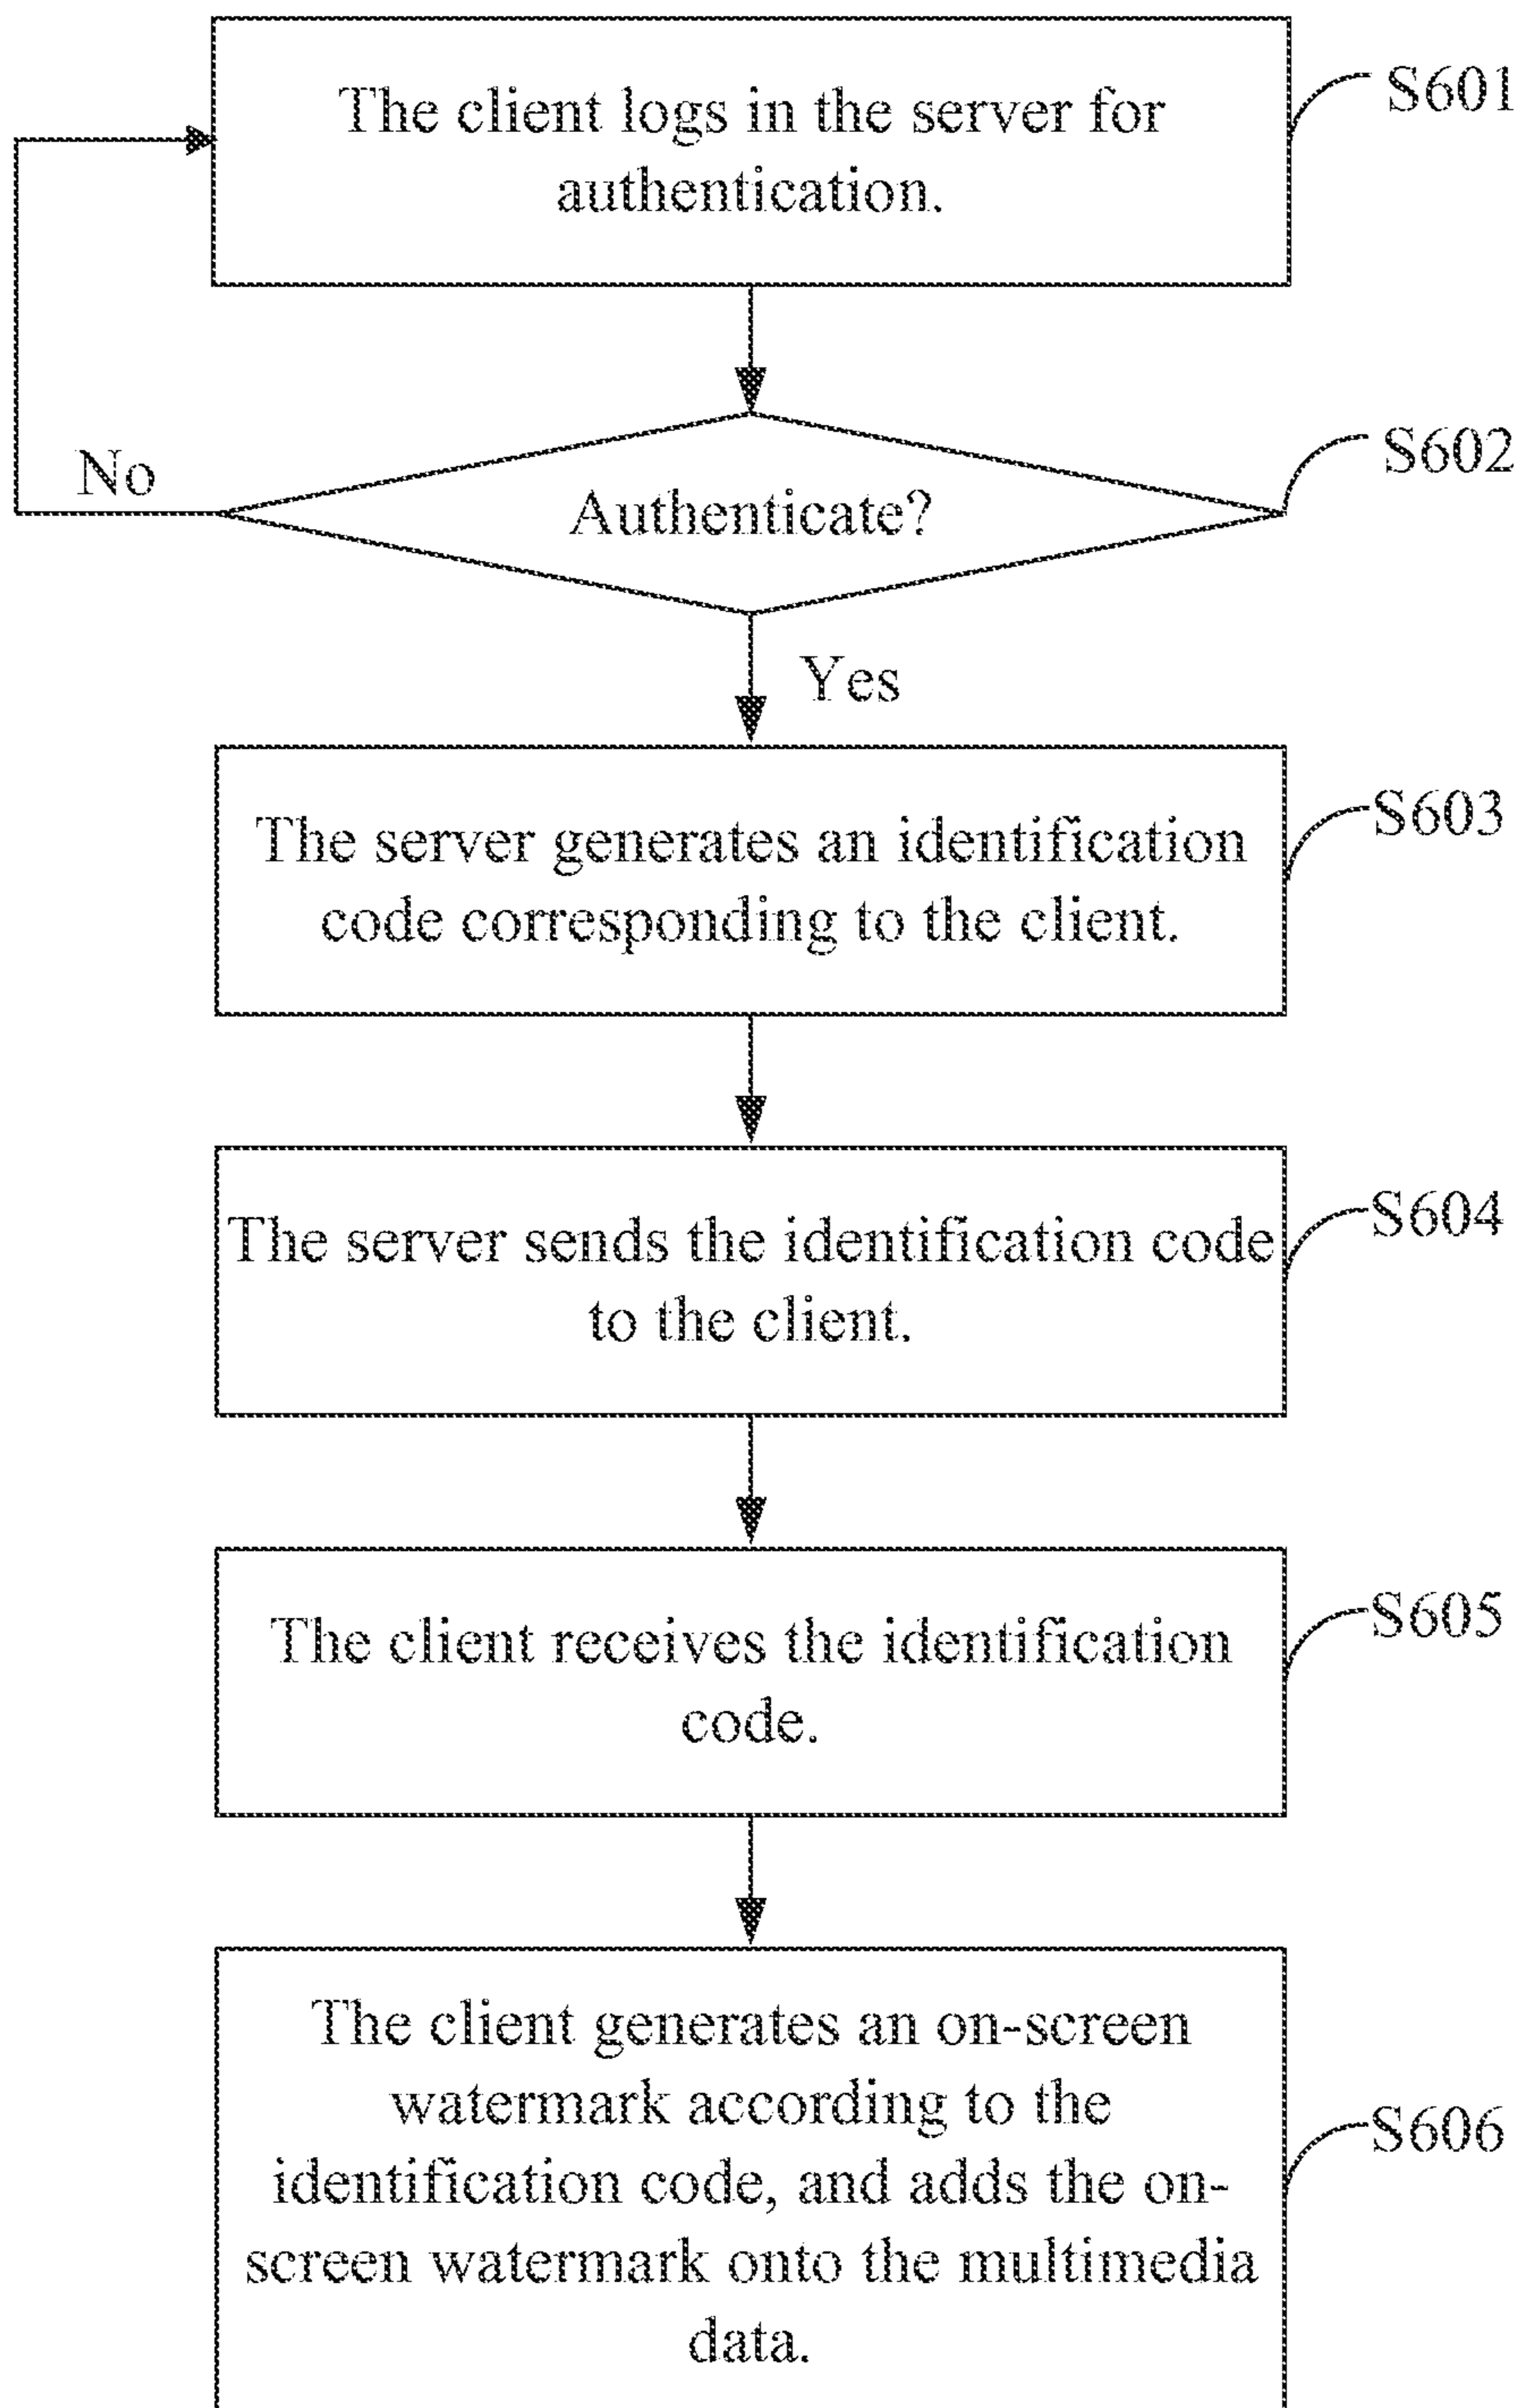 The client logs in the server for
authentication.
S601
Authenticate?
S602
No
Yes
The server generates an identification
code corresponding to the client.
S603
The server sends the identification code
to the client.
S604
The client receives the identification
code.
S605
The client generates an on-screen
watermark according to the
identification code, and adds the on-
screen watermark onto the multimedia
data.
S606